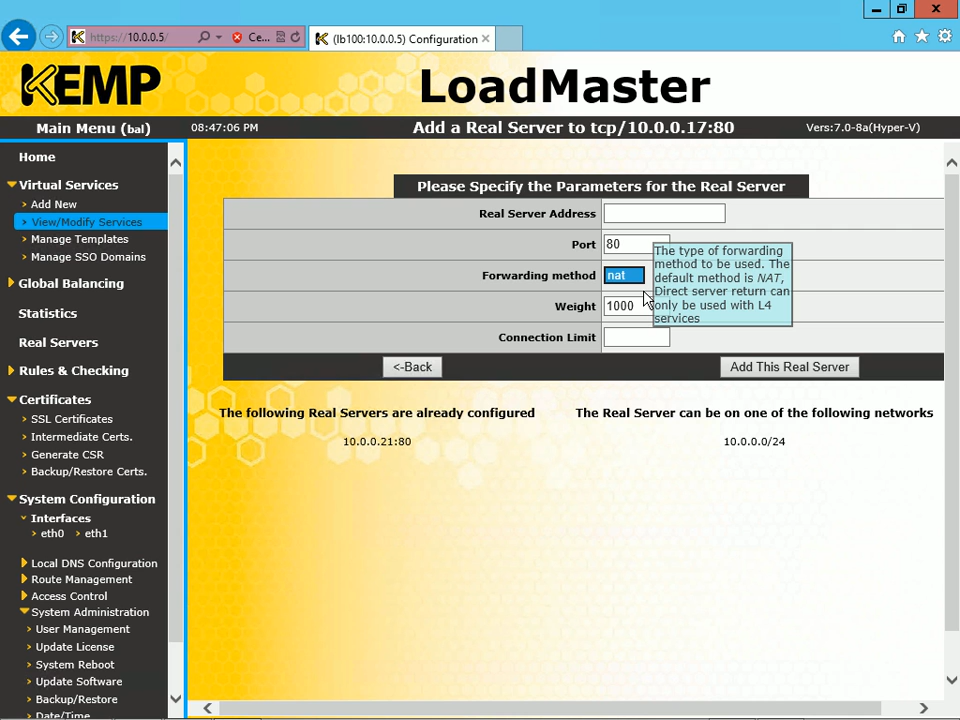 https://10.0.0.5/
Ce...
(lb100:10.0.0.5) Configuration
KEMP
LoadMaster
Main Menu (bal)
08:47:06 PM
Add a Real Server to tcp/10.0.0.17:80
Vers:7.0-8a(Hyper-V)
Home
Virtual Services
Add New
View/Modify Services
Manage Templates
Manage SSO Domains
Global Balancing
Statistics
Real Servers
Rules & Checking
Certificates
SSL Certificates
Intermediate Certs.
Generate CSR
Backup/Restore Certs.
System Configuration
Interfaces
eth0 > eth1
Local DNS Configuration
Route Management
Access Control
System Administration
User Management
Update License
System Reboot
Update Software
Backup/Restore
Date/Time
Please Specify the Parameters for the Real Server
Real Server Address
Port 80
Forwarding method nat
Weight 1000
Connection Limit
The type of forwarding
method to be used. The
default method is NAT,
Direct server return can
only be used with L4
services
<-Back
Add This Real Server
The following Real Servers are already configured
The Real Server can be on one of the following networks
10.0.0.21:80
10.0.0.0/24